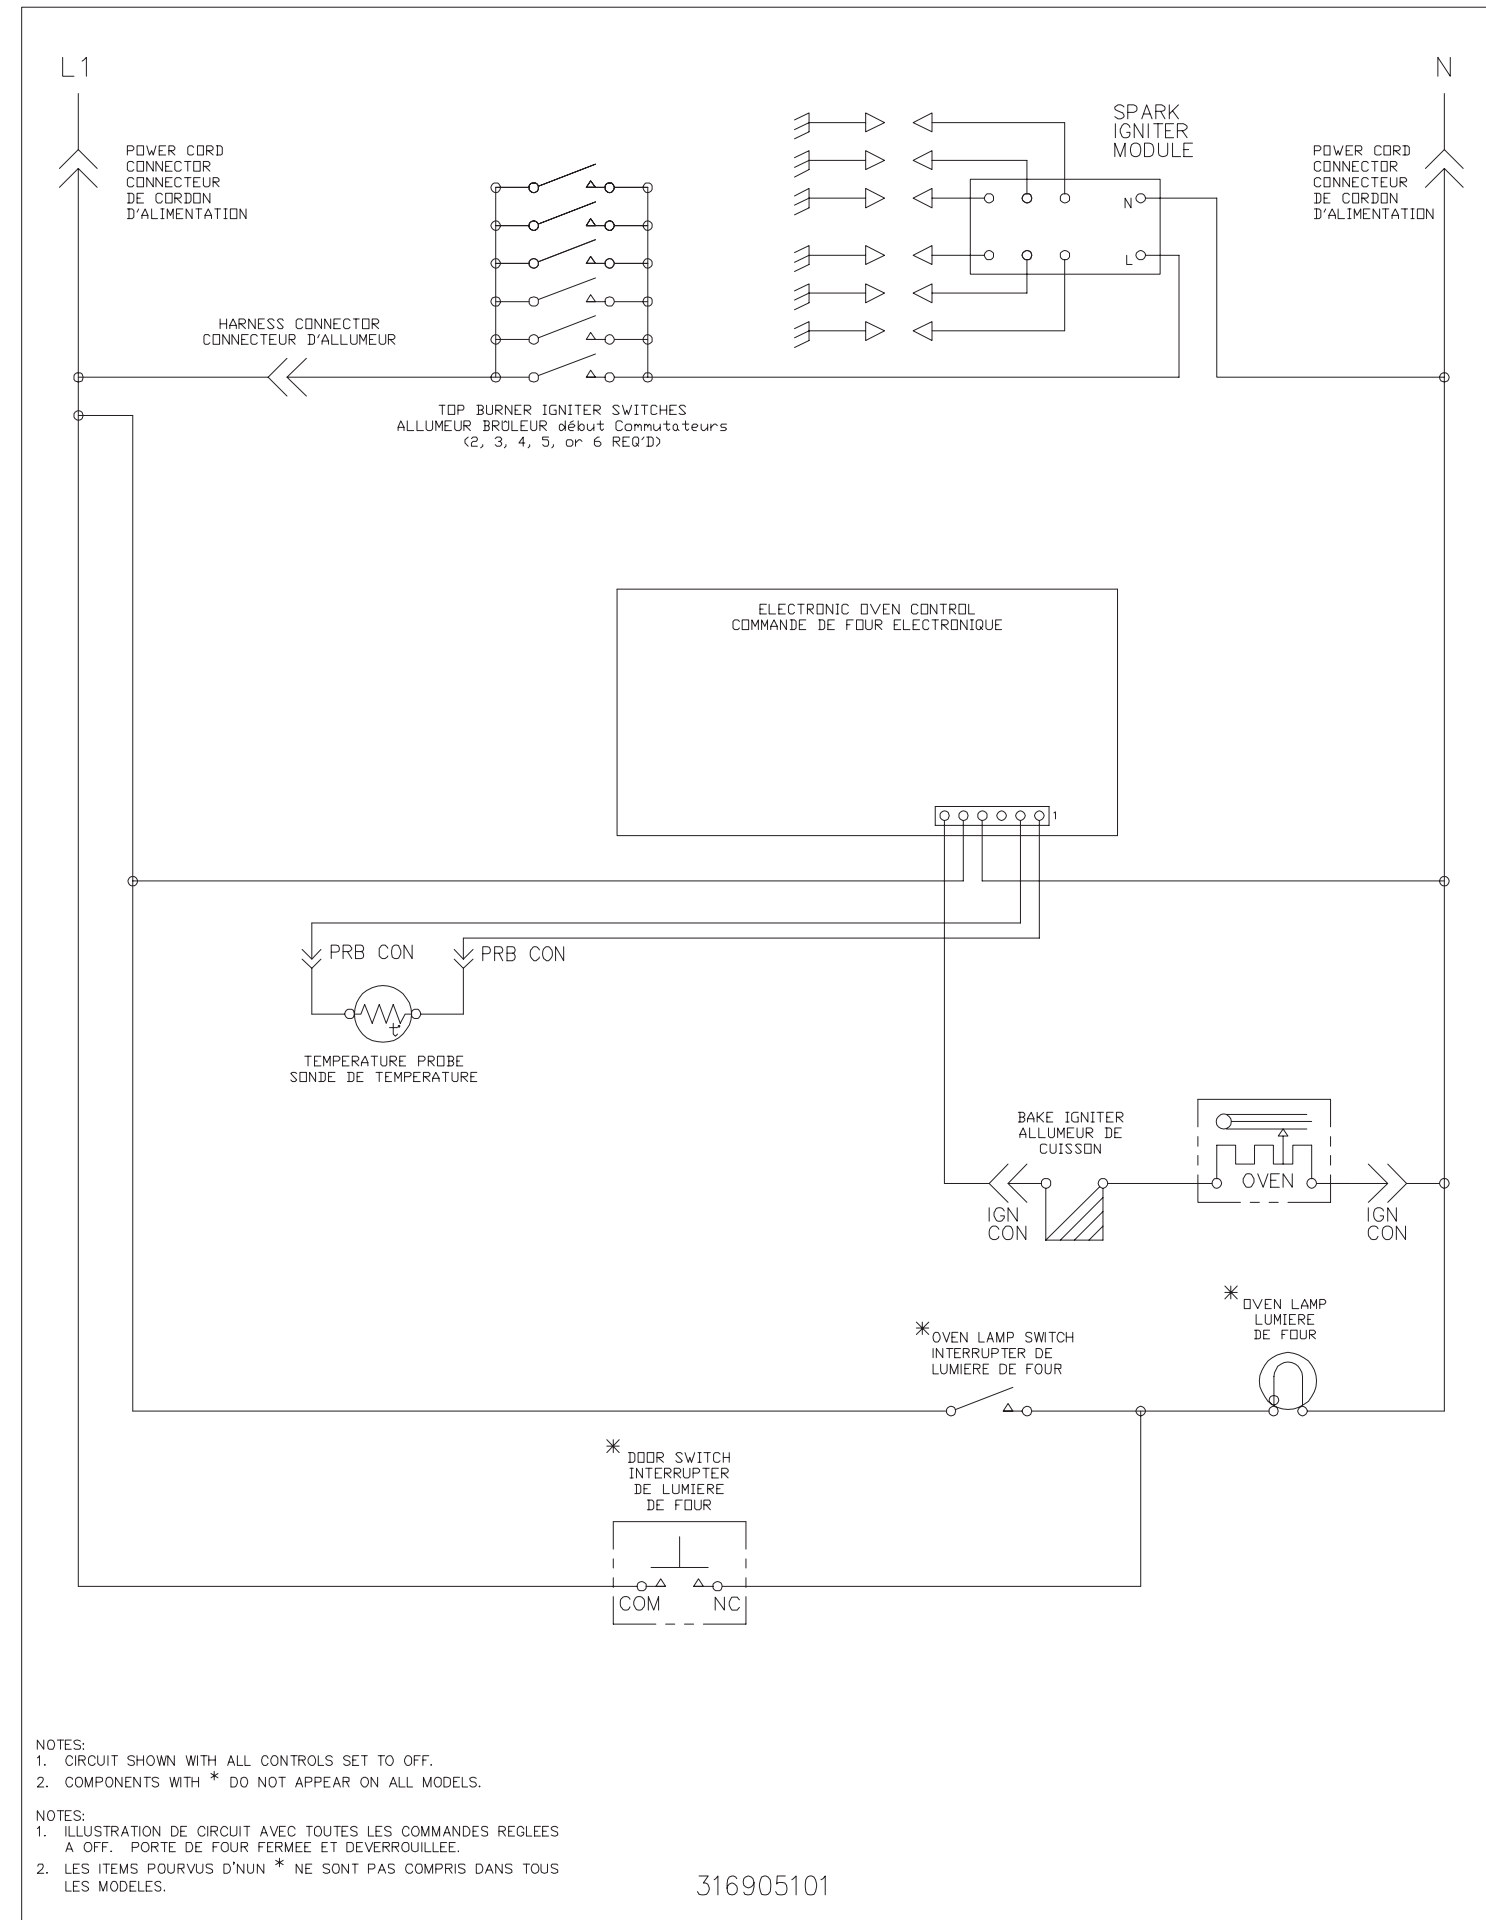 L1
N
POWER CORD
CONNECTOR
CONNECTEUR
DE CORDON
D'ALIMENTATION
SPARK
IGNITER
MODULE
POWER CORD
CONNECTOR
CONNECTEUR
DE CORDON
D'ALIMENTATION
N
L
HARNESS CONNECTOR
CONNECTEUR D'ALLUMEUR
TOP BURNER IGNITER SWITCHES
ALLUMEUR BRÛLEUR début Commutateurs
(2, 3, 4, 5, or 6 REQ'D)
ELECTRONIC OVEN CONTROL
COMMANDE DE FOUR ELECTRONIQUE
1
PRB CON
PRB CON
t°
TEMPERATURE PROBE
SONDE DE TEMPERATURE
BAKE IGNITER
ALLUMEUR DE
CUISSON
OVEN
IGN
CON
IGN
CON
* OVEN LAMP
LUMIERE
DE FOUR
* OVEN LAMP SWITCH
INTERRUPTER DE
LUMIERE DE FOUR
* DOOR SWITCH
INTERRUPTER
DE LUMIERE
DE FOUR
COM
NC
NOTES:
1. CIRCUIT SHOWN WITH ALL CONTROLS SET TO OFF.
2. COMPONENTS WITH * DO NOT APPEAR ON ALL MODELS.
NOTES:
1. ILLUSTRATION DE CIRCUIT AVEC TOUTES LES COMMANDES REGLEES
A OFF. PORTE DE FOUR FERMEE ET DEVERROUILLEE.
2. LES ITEMS POURVUS D'NUN * NE SONT PAS COMPRIS DANS TOUS
LES MODELES.
316905101